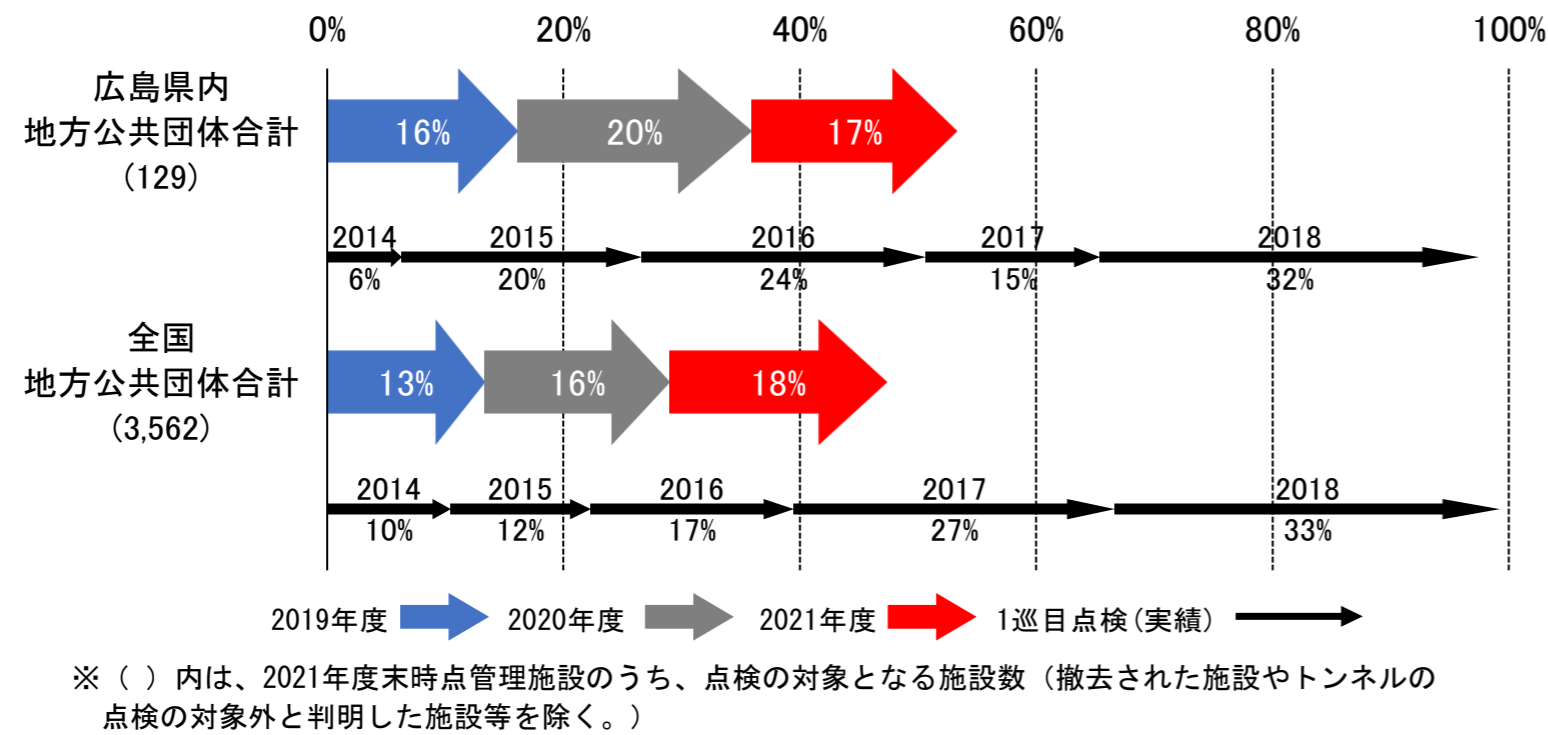 0% 20% 40% 60% 80% 100%
広島県内
地方公共団体合計
(129)
16% 20% 17%
2014 2015 2016 2017 2018
6% 20% 24% 15% 32%
全国
地方公共団体合計
(3,562)
13% 16% 18%
2014 2015 2016 2017 2018
10% 12% 17% 27% 33%
2019年度 2020年度 2021年度 1巡目点検(実績)
※( )内は、2021年度末時点管理施設のうち、点検の対象となる施設数(撤去された施設やトンネルの
点検の対象外と判明した施設等を除く。)